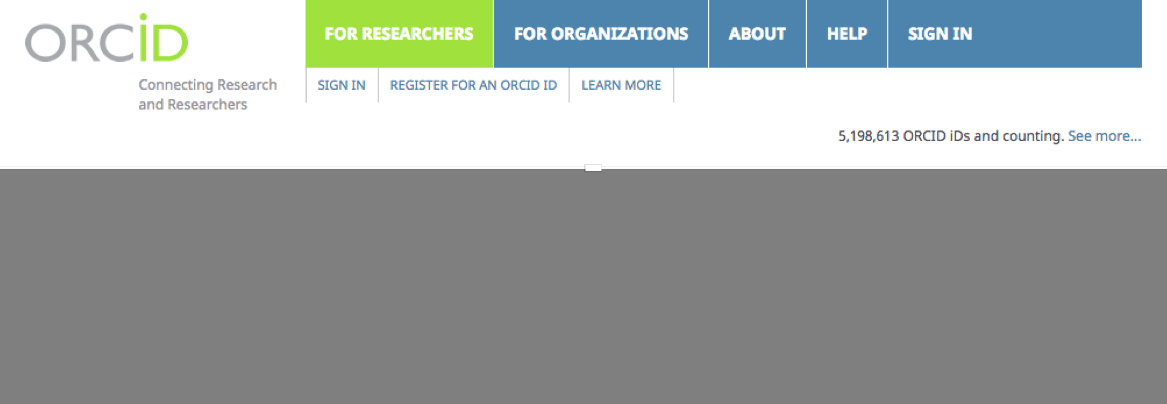 ORCID
FOR RESEARCHERS
FOR ORGANIZATIONS
ABOUT
HELP
SIGN IN
SIGN IN
REGISTER FOR AN ORCID ID
LEARN MORE
Connecting Research
and Researchers
5,198,613 ORCID iDs and counting. See more...